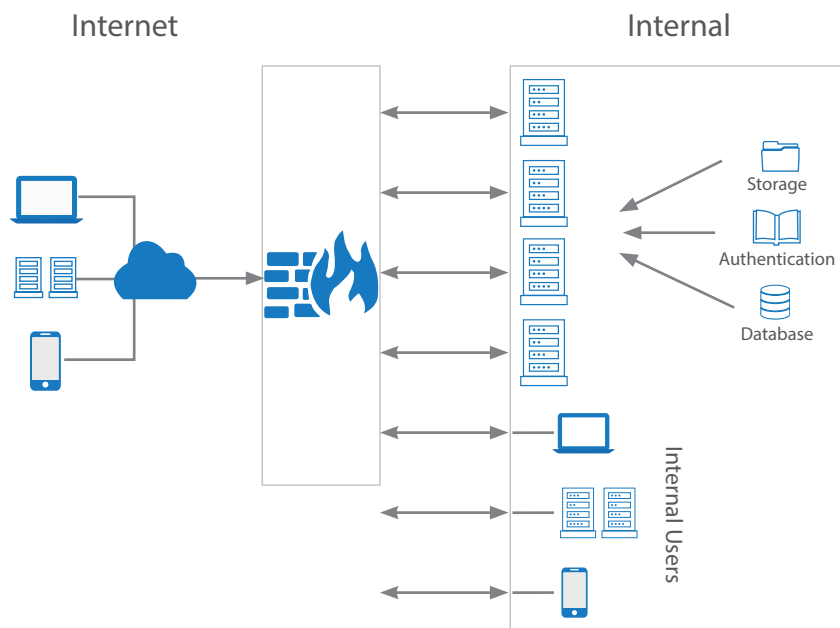 Internet
Internal
Storage
Authentication
Database
Internal Users